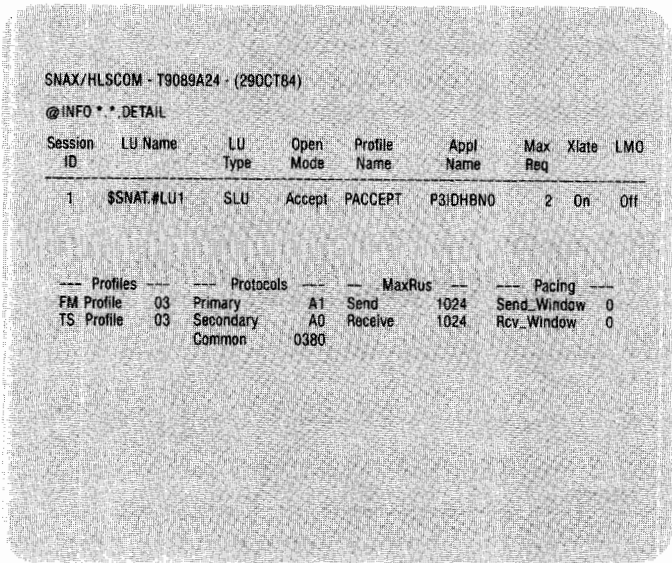 SNAX/HLSCOM - T9089A24 - (29OCT84)
@INFO *.*.DETAIL
Session LU Name LU Open Profile Appl Max Xlate LMO
ID Type Mode Name Name Req
1 $SNAT.#LU1 SLU Accept PACCEPT P3IDHBN0 2 On Off
--- Profiles --- --- Protocols --- -- MaxRus -- --- Pacing ---
FM Profile 03 Primary A1 Send 1024 Send_Window 0
TS Profile 03 Secondary A0 Receive 1024 Rcv_Window 0
Common 0380